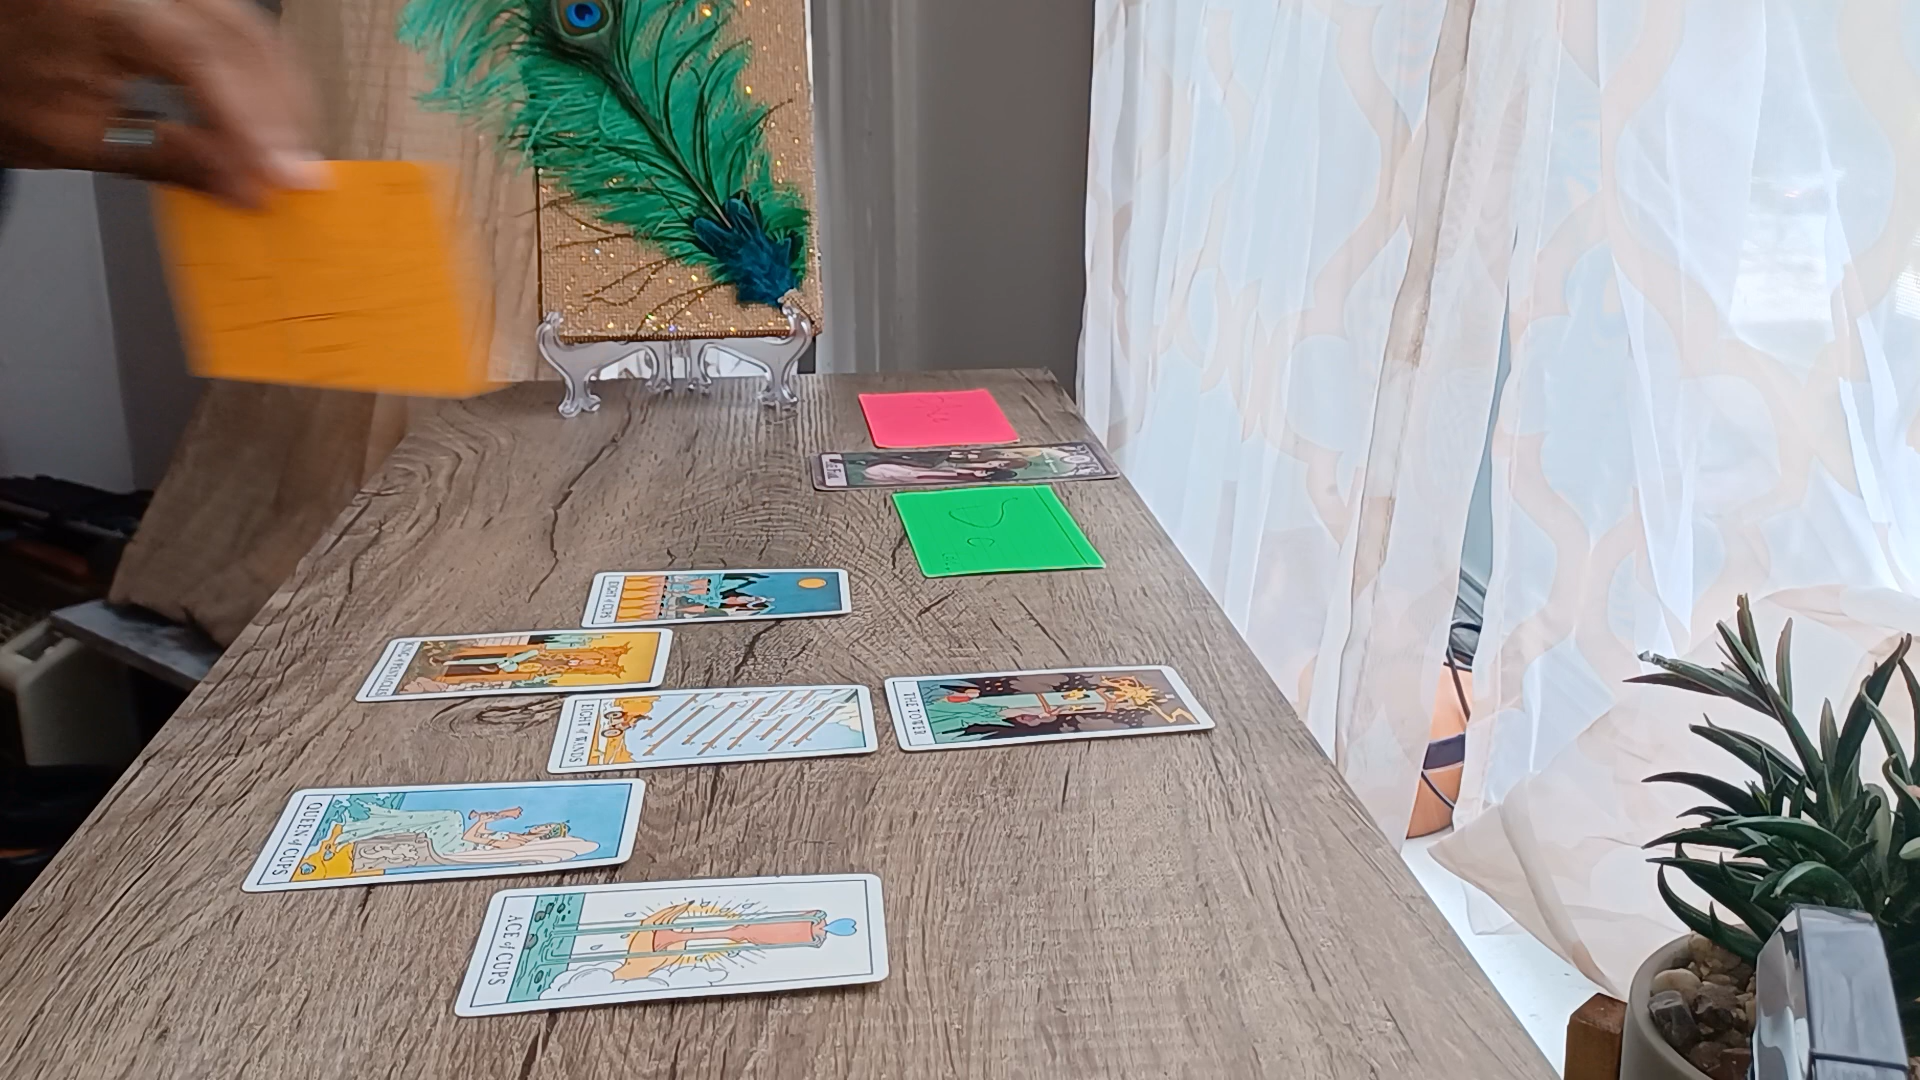 EIGHT of CUPS
KING of PENTACLES
EIGHT of WANDS
THE TOWER
QUEEN of CUPS
ACE of CUPS